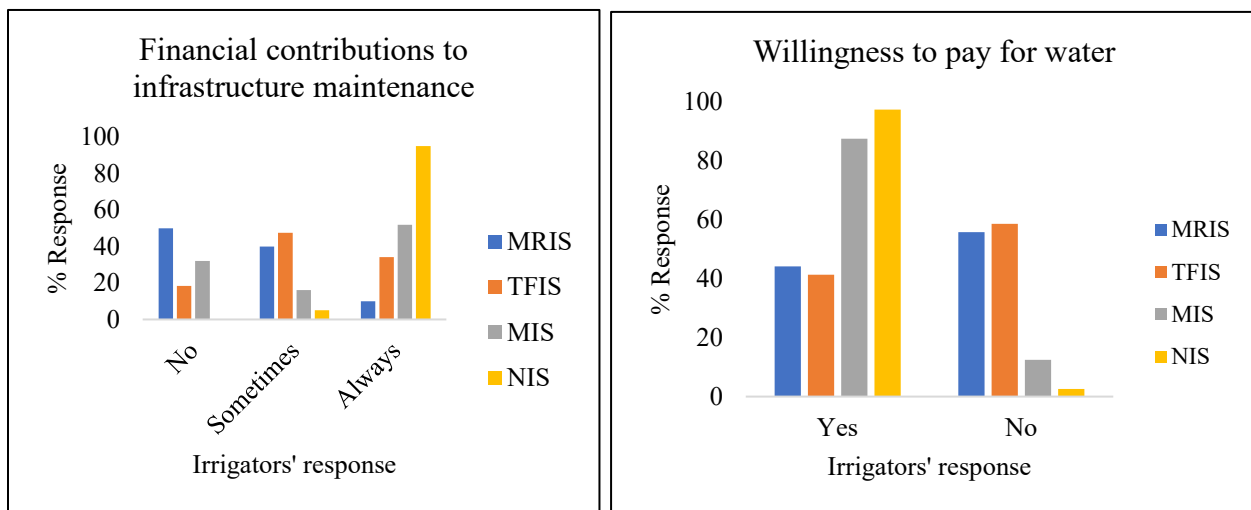 Financial contributions to
infrastructure maintenance
100
80
60
40
20
0
% Response
No
Sometimes
Always
Irrigators' response
MRIS
TFIS
MIS
NIS
Willingness to pay for water
100
80
60
40
20
0
% Response
Yes
No
Irrigators' response
MRIS
TFIS
MIS
NIS